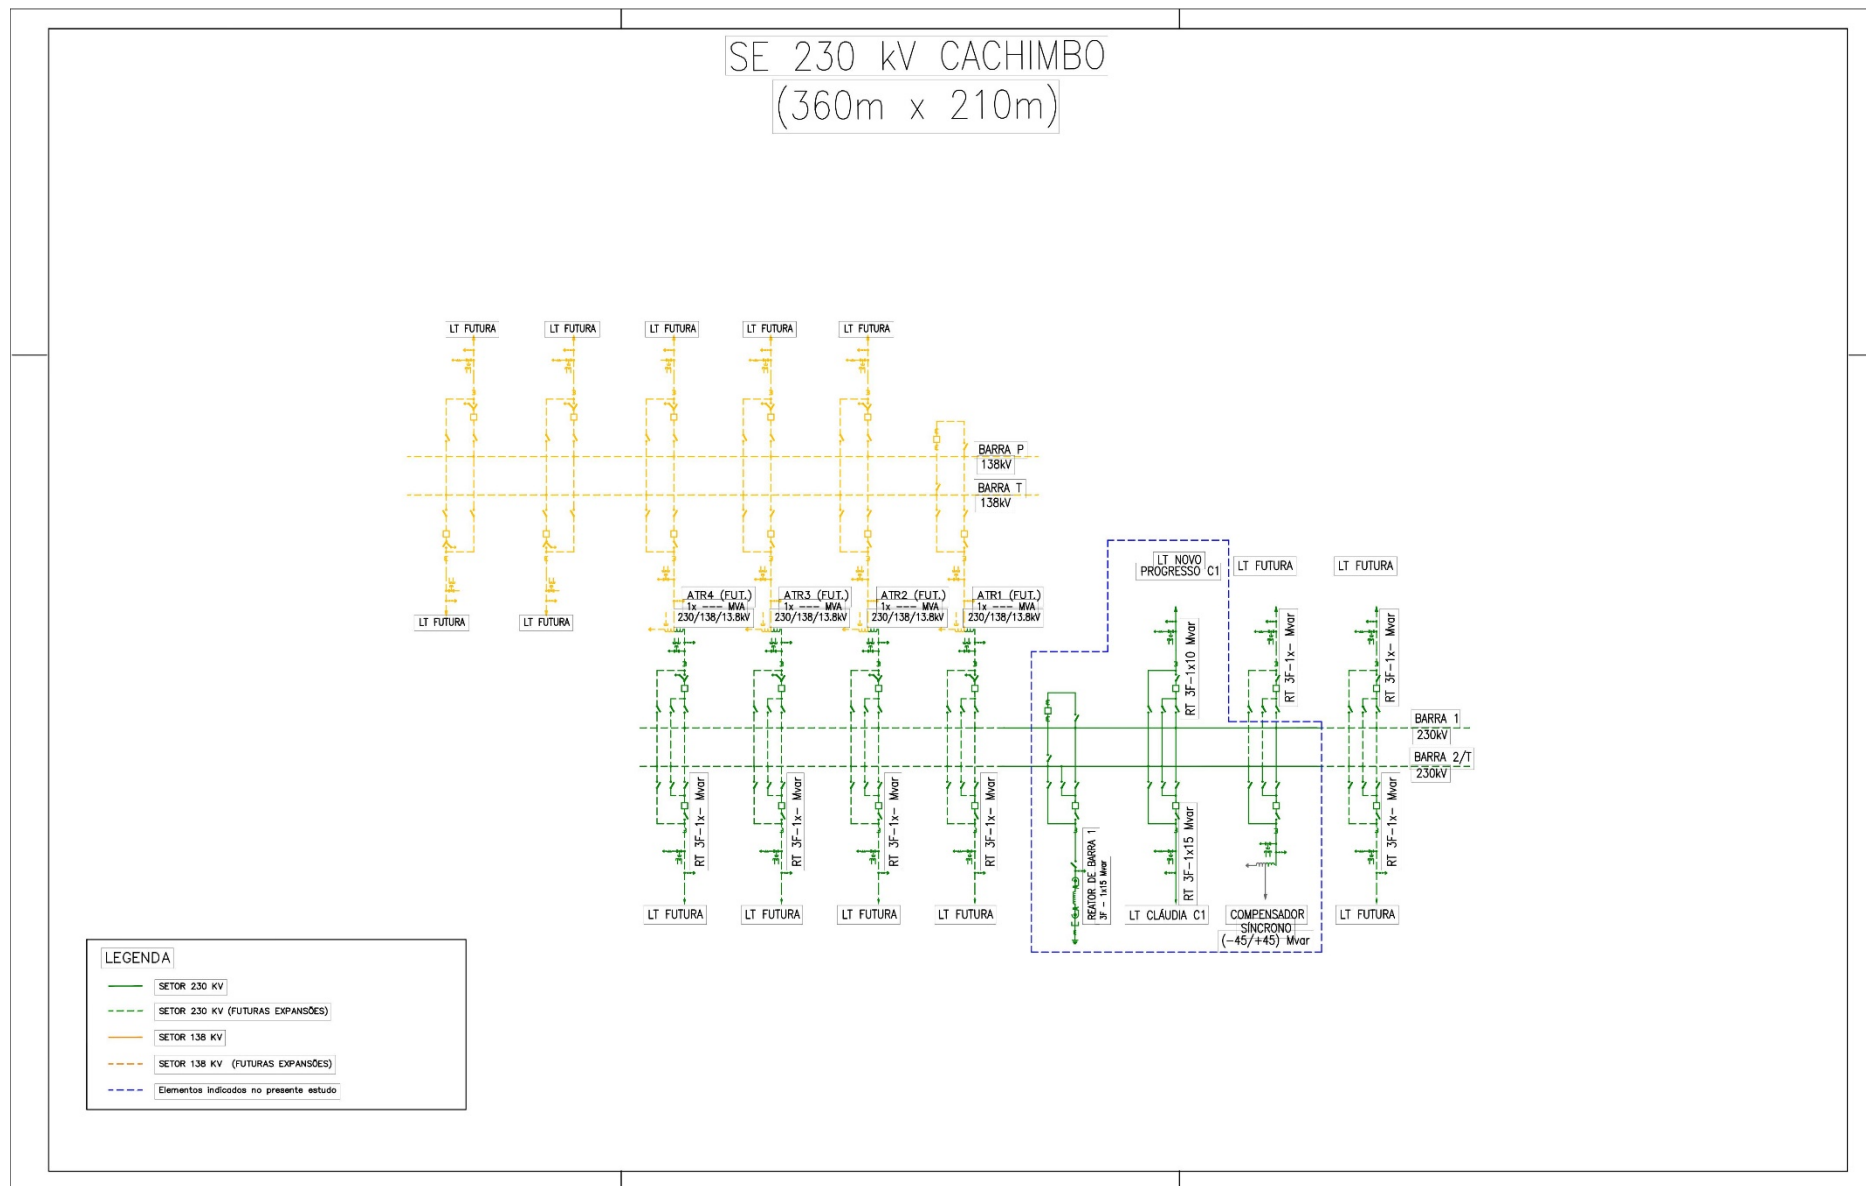 SE 230 kV CACHIMBO
(360m x 210m)
LT FUTURA
LT FUTURA
LT FUTURA
LT FUTURA
LT FUTURA
BARRA P
138kV
BARRA T
138kV
LT FUTURA
LT FUTURA
ATR4 (FUT.)
1x --- MVA
230/138/13.8kV
ATR3 (FUT.)
1x --- MVA
230/138/13.8kV
ATR2 (FUT.)
1x --- MVA
230/138/13.8kV
ATR1 (FUT.)
1x --- MVA
230/138/13.8kV
LT NOVO
PROGRESSO C1
LT FUTURA
LT FUTURA
RT 3F-1x10 Mvar
RT 3F-1x- Mvar
RT 3F-1x- Mvar
BARRA 1
230kV
BARRA 2/T
230kV
RT 3F-1x- Mvar
RT 3F-1x- Mvar
RT 3F-1x- Mvar
RT 3F-1x- Mvar
REATOR DE BARRA 1
3F - 1x15 Mvar
RT 3F-1x15 Mvar
RT 3F-1x- Mvar
LT FUTURA
LT FUTURA
LT FUTURA
LT FUTURA
LT CLÁUDIA C1
COMPENSADOR
SÍNCRONO
(-45/+45) Mvar
LT FUTURA
LEGENDA
SETOR 230 KV
SETOR 230 KV (FUTURAS EXPANSÕES)
SETOR 138 KV
SETOR 138 KV (FUTURAS EXPANSÕES)
Elementos indicados no presente estudo